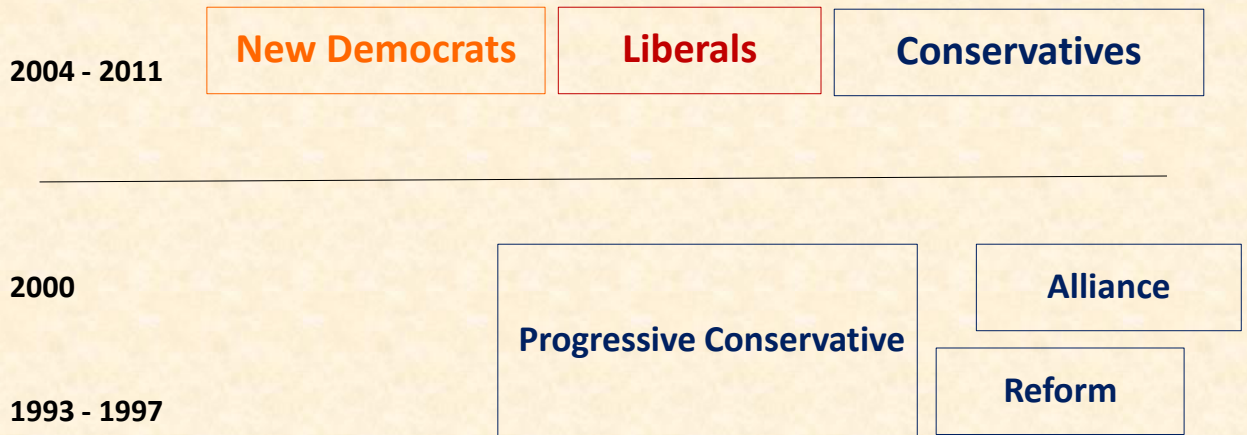 2004 - 2011
New Democrats
Liberals
Conservatives
2000
Progressive Conservative
Alliance
Reform
1993 - 1997